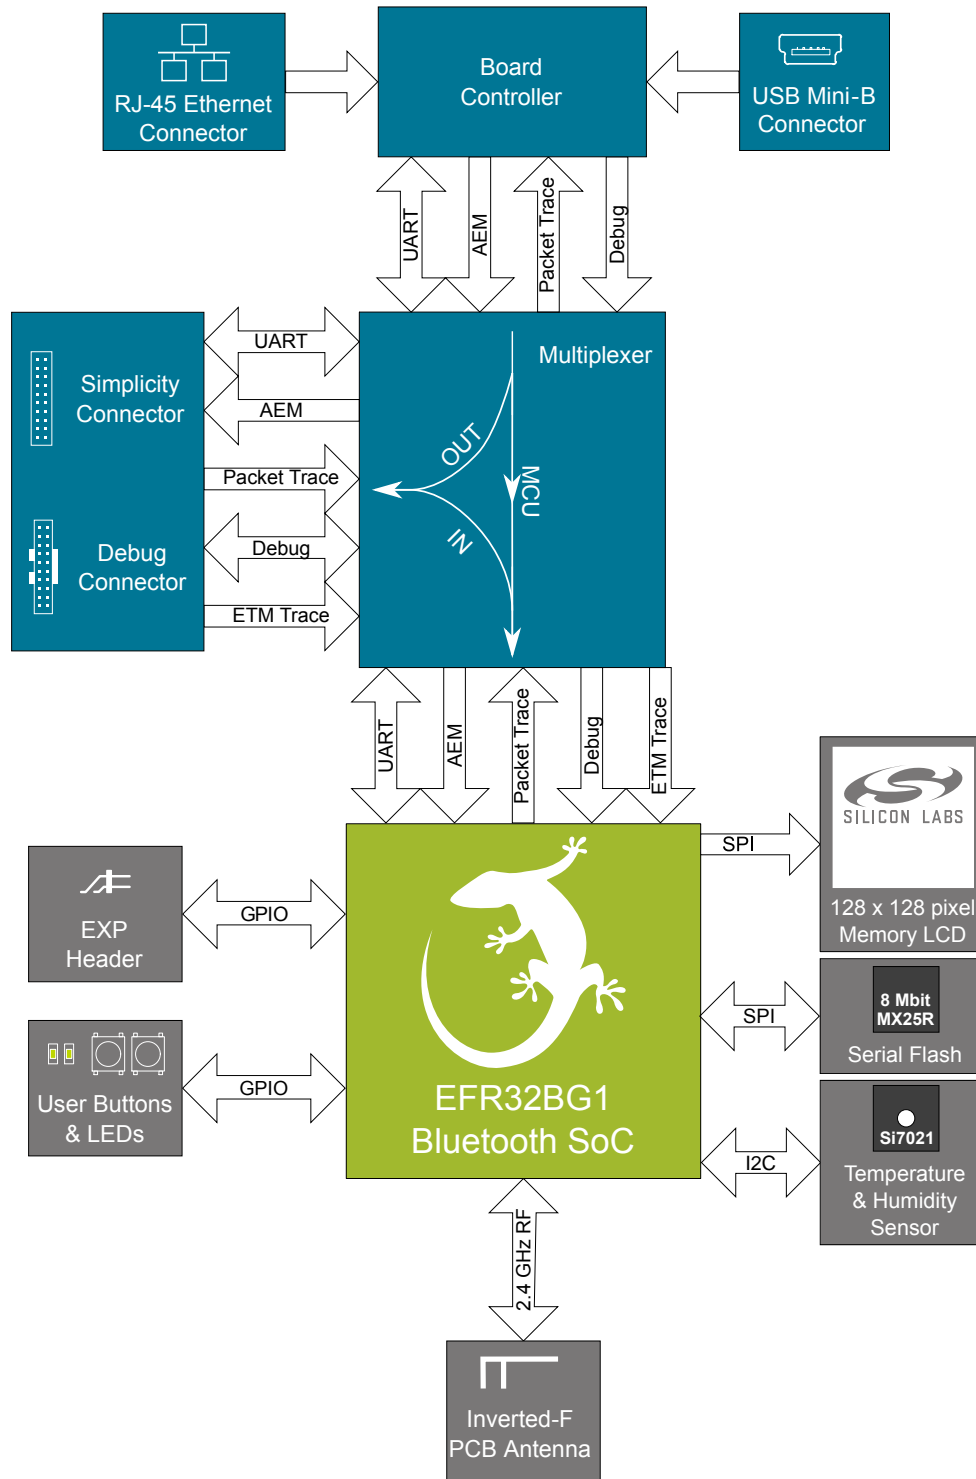 RJ-45 Ethernet
Connector
Board
Controller
USB Mini-B
Connector
UART
AEM
Packet Trace
Debug
Simplicity
Connector
Debug
Connector
UART
AEM
Packet Trace
Debug
ETM Trace
Multiplexer
OUT
MCU
IN
UART
AEM
Packet Trace
Debug
ETM Trace
SILICON LABS
128 x 128 pixel
Memory LCD
SPI
EXP
Header
GPIO
8 Mbit
MX25R
Serial Flash
SPI
User Buttons
& LEDs
GPIO
EFR32BG1
Bluetooth SoC
I2C
Si7021
Temperature
& Humidity
Sensor
2.4 GHz RF
Inverted-F
PCB Antenna